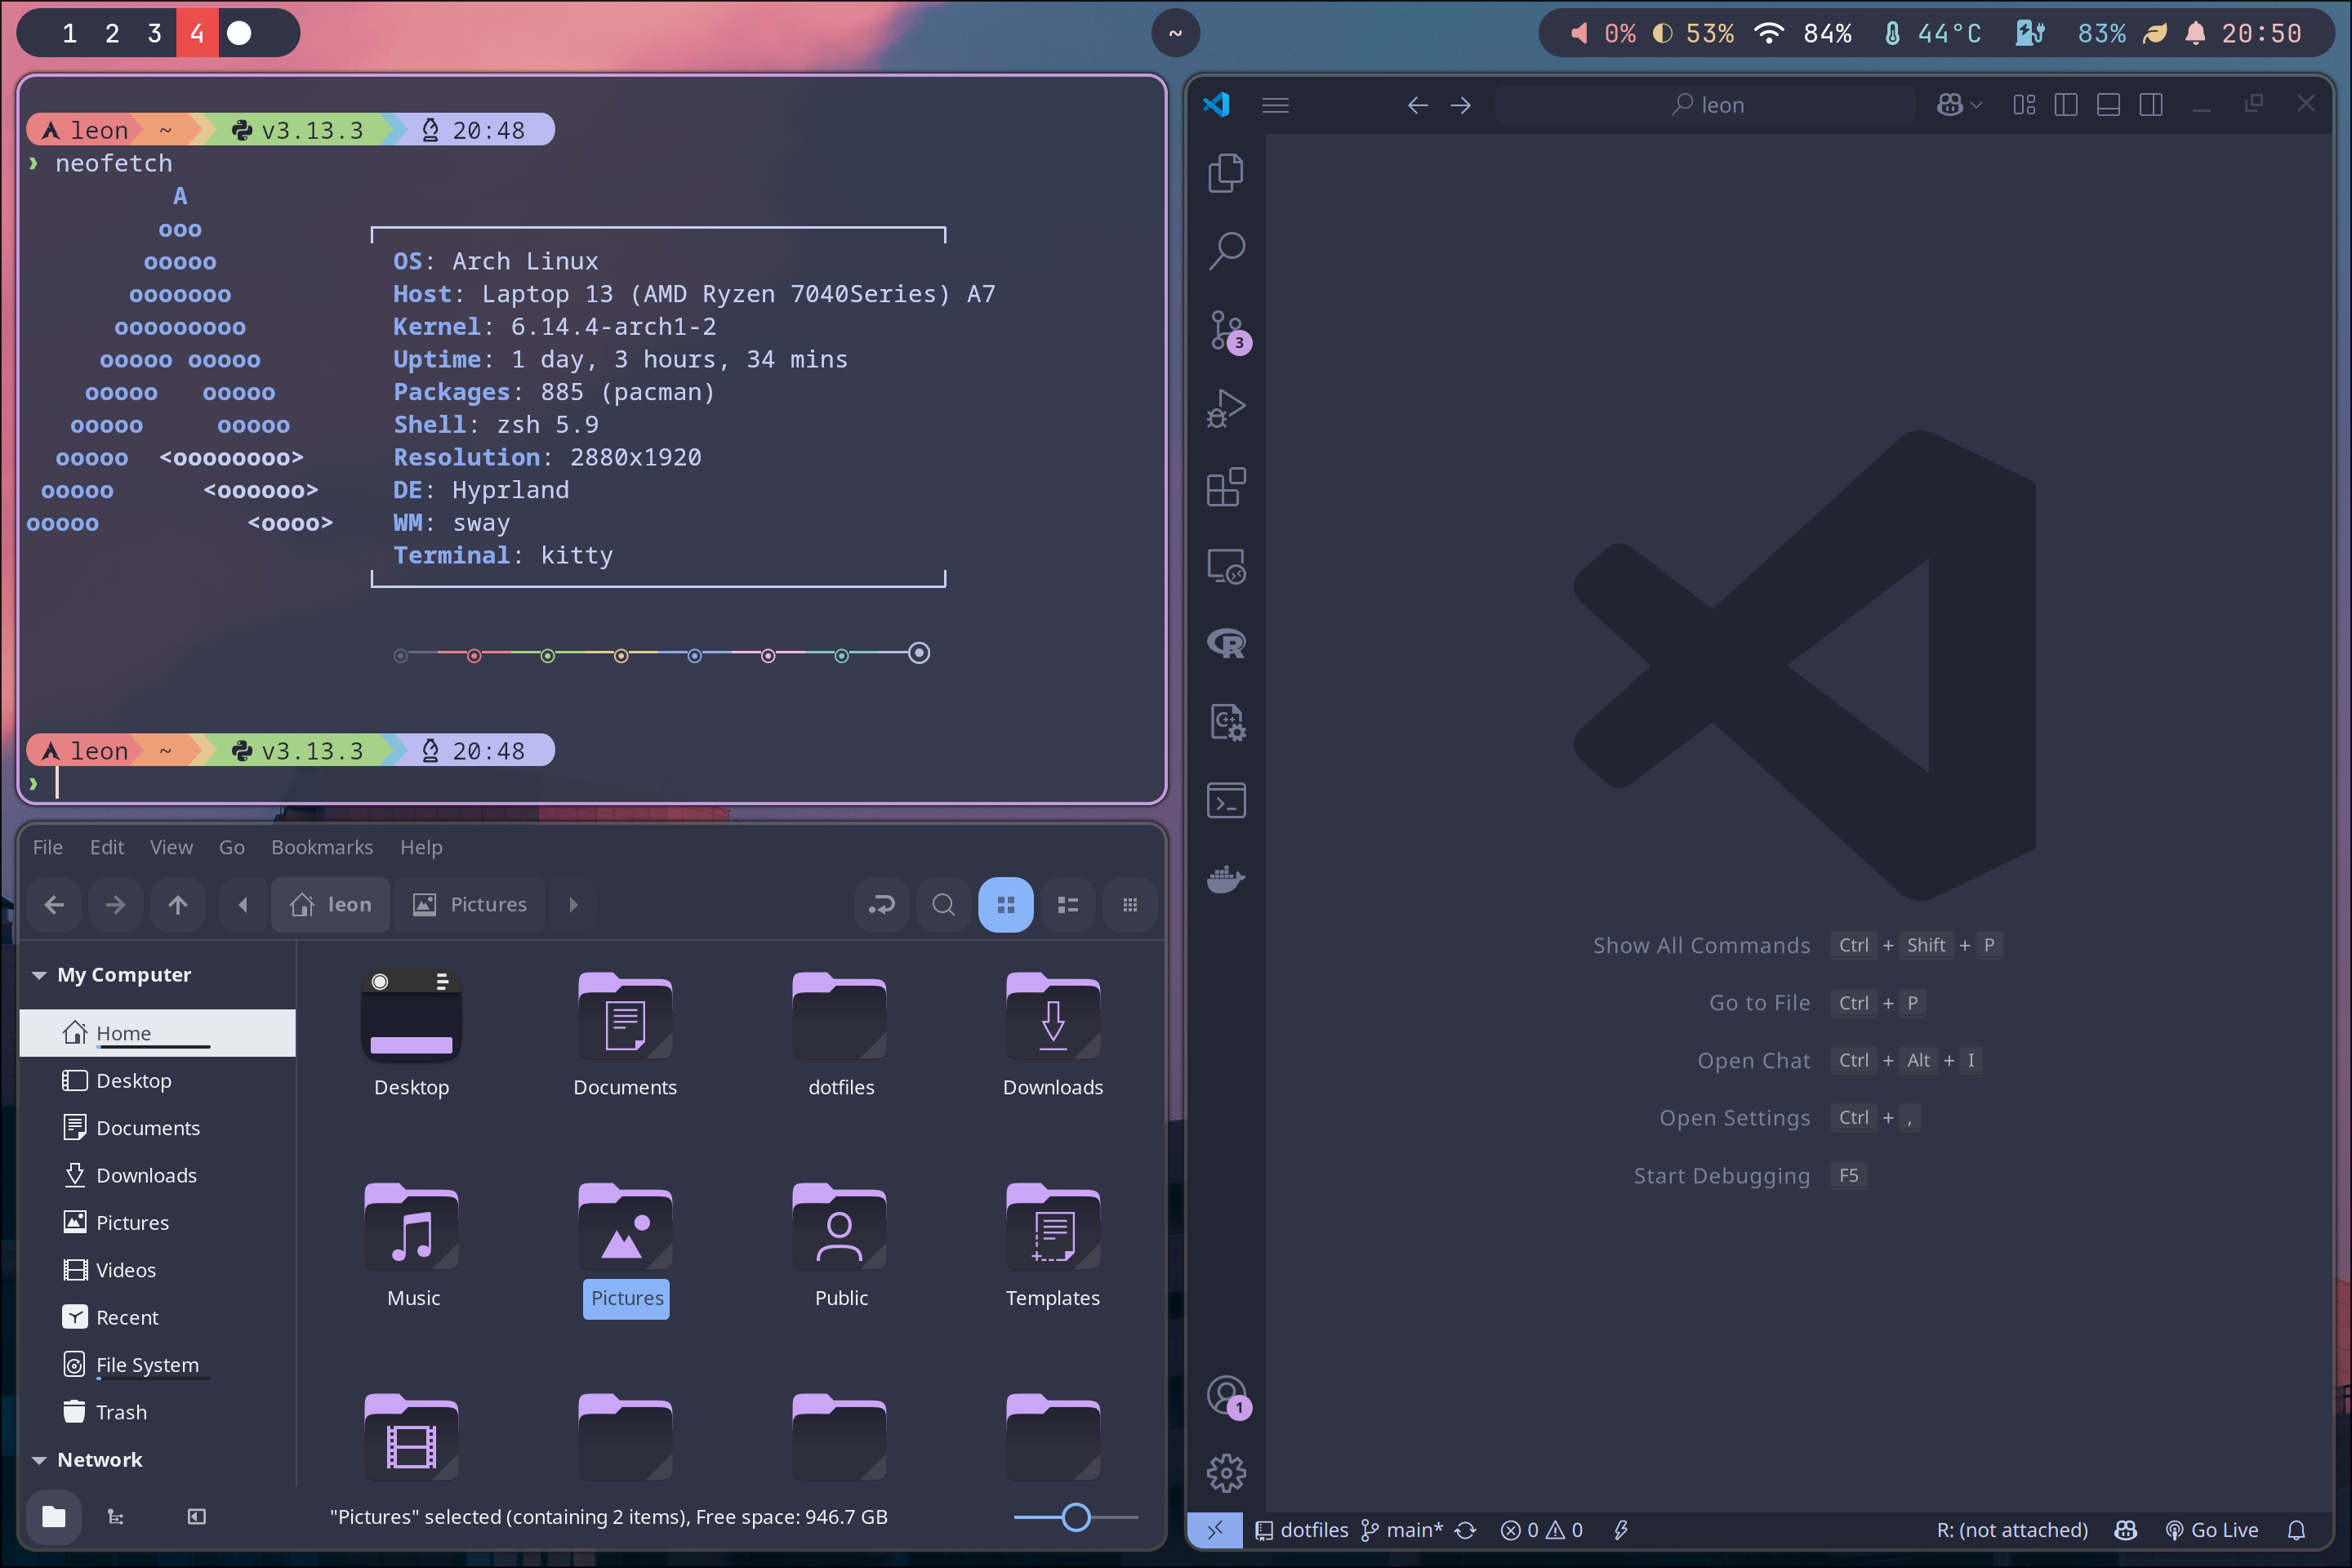 1 2 3 4
~
0% 53% 84% 44°C 83% 20:50
leon ~ v3.13.3 20:48
› neofetch
A
ooo
ooooo
OS: Arch Linux
ooooooo
Host: Laptop 13 (AMD Ryzen 7040Series) A7
ooooooooo
Kernel: 6.14.4-arch1-2
ooooo ooooo
Uptime: 1 day, 3 hours, 34 mins
ooooo ooooo
Packages: 885 (pacman)
ooooo ooooo
Shell: zsh 5.9
ooooo <oooooooo>
Resolution: 2880x1920
ooooo <oooooo>
DE: Hyprland
ooooo <oooo>
WM: sway
Terminal: kitty
leon ~ v3.13.3 20:48
›
File Edit View Go Bookmarks Help
leon Pictures
My Computer
Home
Desktop
Documents
Downloads
Pictures
Videos
Recent
File System
Trash
Network
Desktop Documents dotfiles Downloads
Music Pictures Public Templates
"Pictures" selected (containing 2 items), Free space: 946.7 GB
leon
3
R
C++
1
Show All Commands Ctrl + Shift + P
Go to File Ctrl + P
Open Chat Ctrl + Alt + I
Open Settings Ctrl + ,
Start Debugging F5
dotfiles main* 0 0 R: (not attached) Go Live